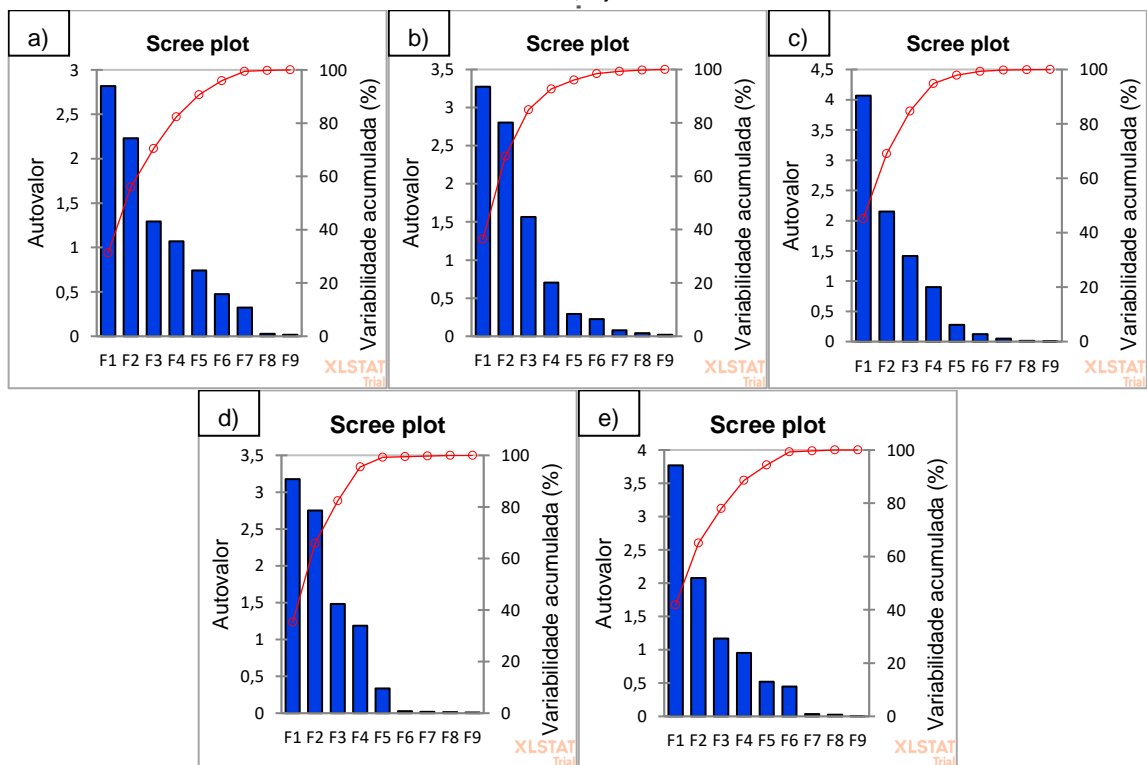 a)
Scree plot
3
2,5
2
1,5
1
0,5
0
100
80
60
40
20
0
Autovalor
Variabilidade acumulada (%)
F1 F2 F3 F4 F5 F6 F7 F8 F9
XLSTAT
Trial
b)
Scree plot
3,5
3
2,5
2
1,5
1
0,5
0
100
80
60
40
20
0
Autovalor
Variabilidade acumulada (%)
F1 F2 F3 F4 F5 F6 F7 F8 F9
XLSTAT
Trial
c)
Scree plot
4,5
4
3,5
3
2,5
2
1,5
1
0,5
0
100
80
60
40
20
0
Autovalor
Variabilidade acumulada (%)
F1 F2 F3 F4 F5 F6 F7 F8 F9
XLSTAT
Trial
d)
Scree plot
3,5
3
2,5
2
1,5
1
0,5
0
100
80
60
40
20
0
Autovalor
Variabilidade acumulada (%)
F1 F2 F3 F4 F5 F6 F7 F8 F9
XLSTAT
Trial
e)
Scree plot
4
3,5
3
2,5
2
1,5
1
0,5
0
100
80
60
40
20
0
Autovalor
Variabilidade acumulada (%)
F1 F2 F3 F4 F5 F6 F7 F8 F9
XLSTAT
Trial